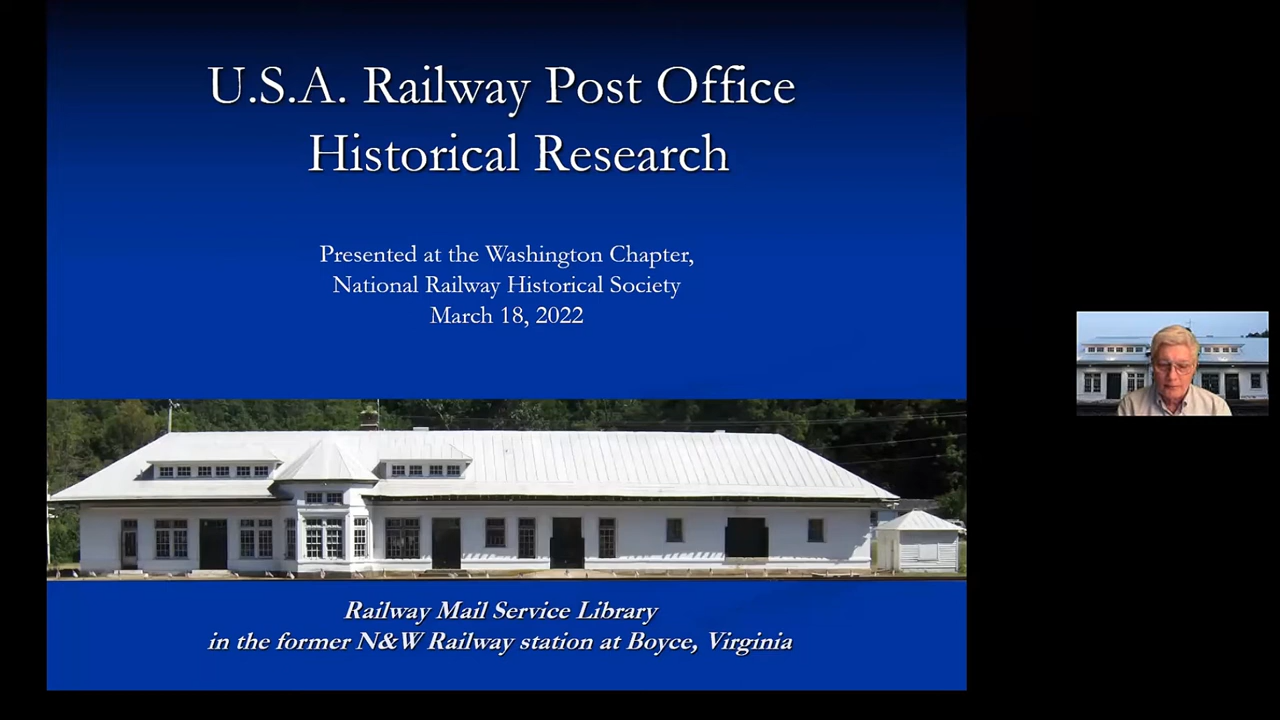 U.S.A. Railway Post Office
Historical Research
Presented at the Washington Chapter,
National Railway Historical Society
March 18, 2022
Railway Mail Service Library
in the former N&W Railway station at Boyce, Virginia